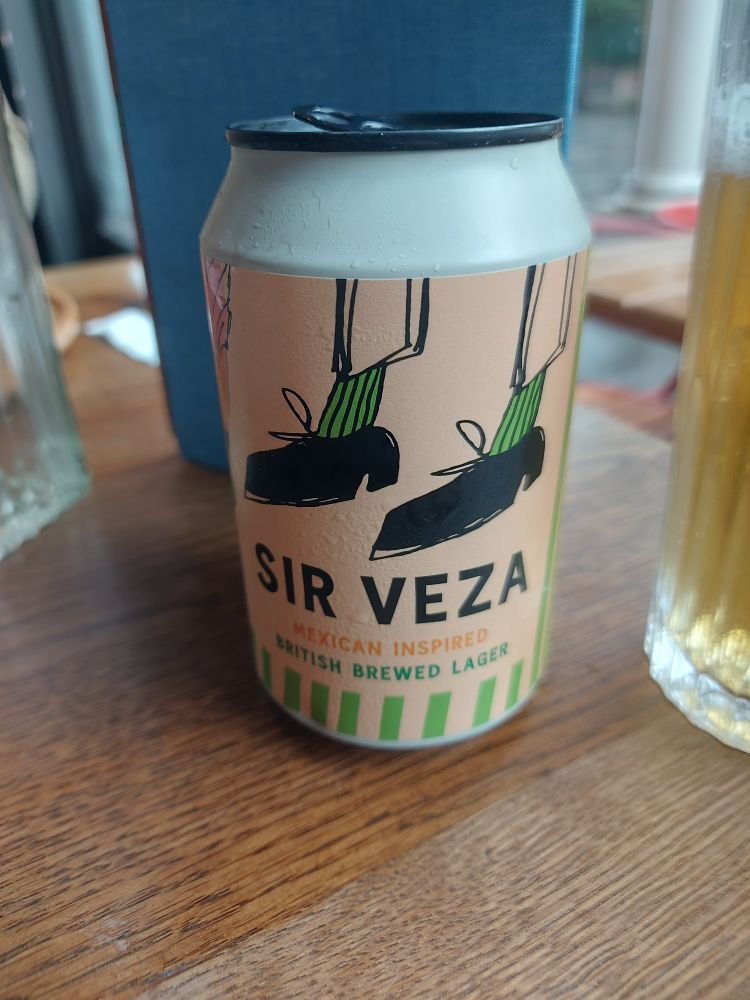 SIR VEZA
MEXICAN INSPIRED
BRITISH BREWED LAGER